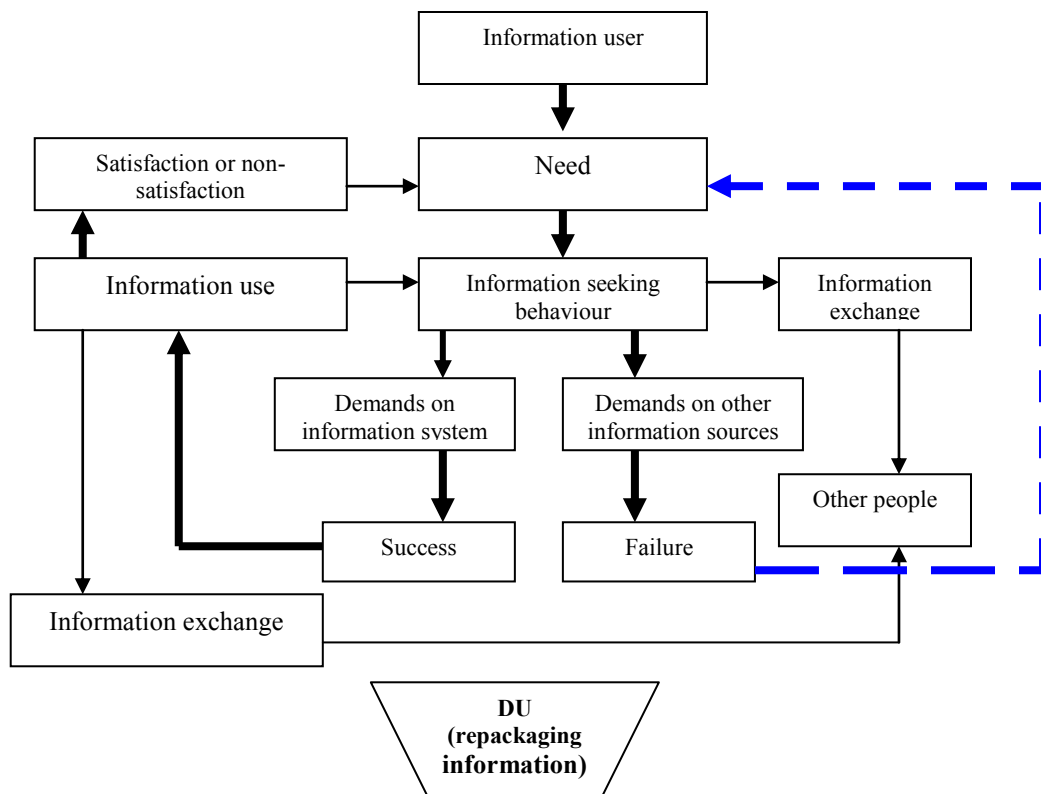 Information user
Satisfaction or non-
satisfaction
Need
Information use
Information seeking
behaviour
Information
exchange
Demands on
information system
Demands on other
information sources
Other people
Success
Failure
Information exchange
DU
(repackaging
information)